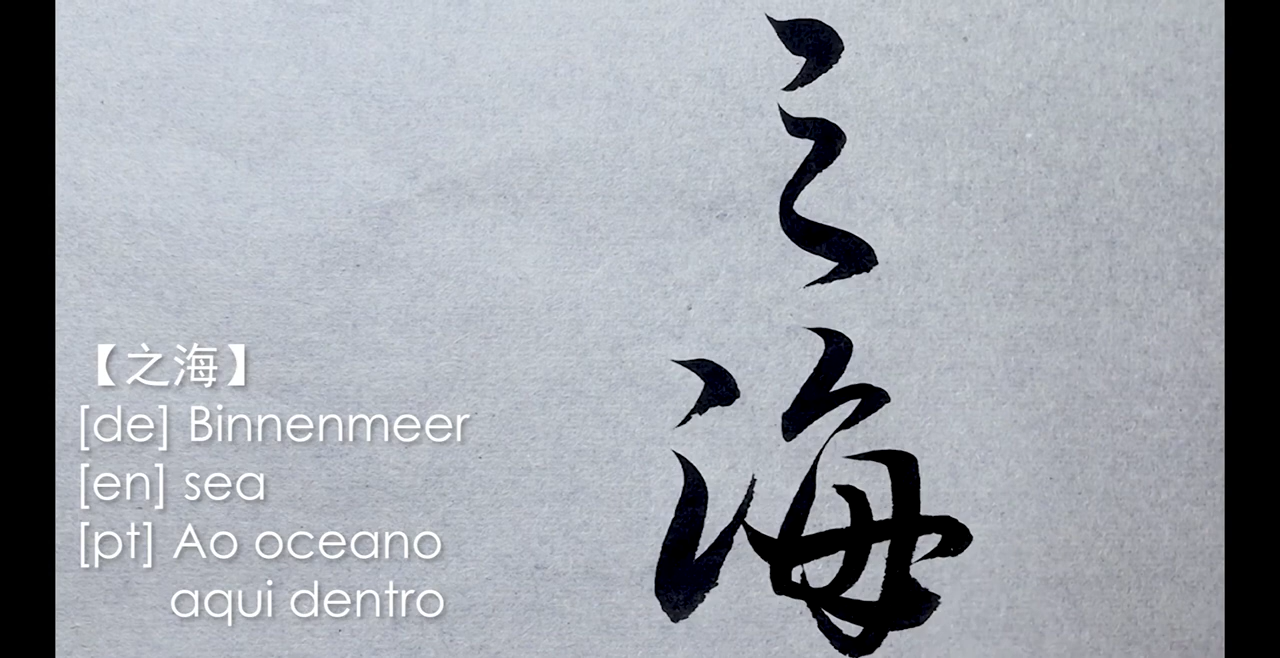 之海
【之海】
[de] Binnenmeer
[en] sea
[pt] Ao oceano
aqui dentro